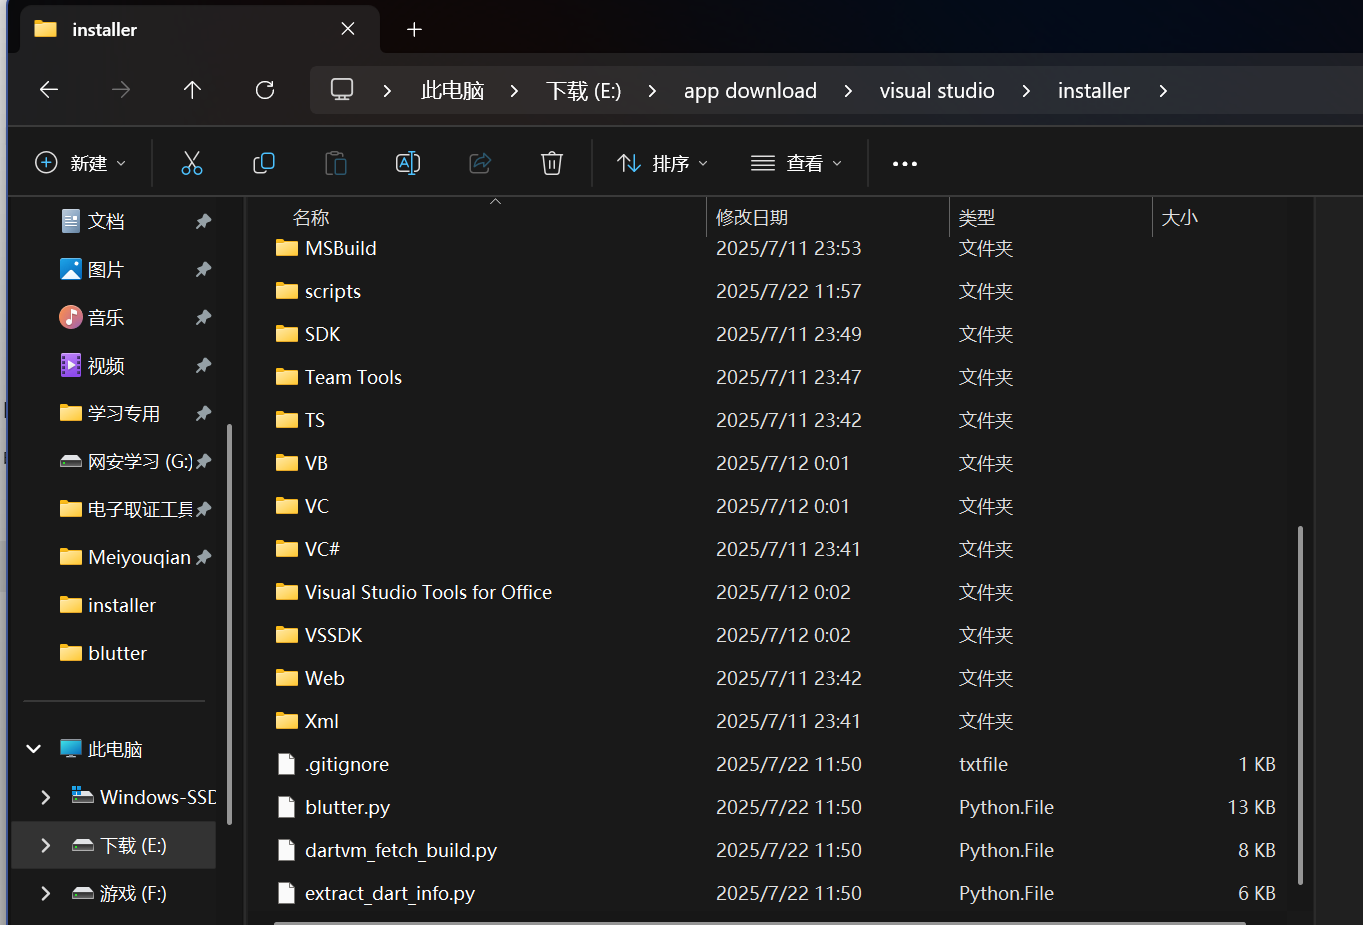 installer
此电脑 下载 (E:) app download visual studio installer
新建 排序 查看
名称 修改日期 类型 大小
MSBuild 2025/7/11 23:53 文件夹
scripts 2025/7/22 11:57 文件夹
SDK 2025/7/11 23:49 文件夹
Team Tools 2025/7/11 23:47 文件夹
TS 2025/7/11 23:42 文件夹
VB 2025/7/12 0:01 文件夹
VC 2025/7/12 0:01 文件夹
VC# 2025/7/11 23:41 文件夹
Visual Studio Tools for Office 2025/7/12 0:02 文件夹
VSSDK 2025/7/12 0:02 文件夹
Web 2025/7/11 23:42 文件夹
Xml 2025/7/11 23:41 文件夹
.gitignore 2025/7/22 11:50 txtfile 1 KB
blutter.py 2025/7/22 11:50 Python.File 13 KB
dartvm_fetch_build.py 2025/7/22 11:50 Python.File 8 KB
extract_dart_info.py 2025/7/22 11:50 Python.File 6 KB
文档
图片
音乐
视频
学习专用
网安学习 (G:)
电子取证工具
Meiyouqian
installer
blutter
此电脑
Windows-SSD
下载 (E:)
游戏 (F:)